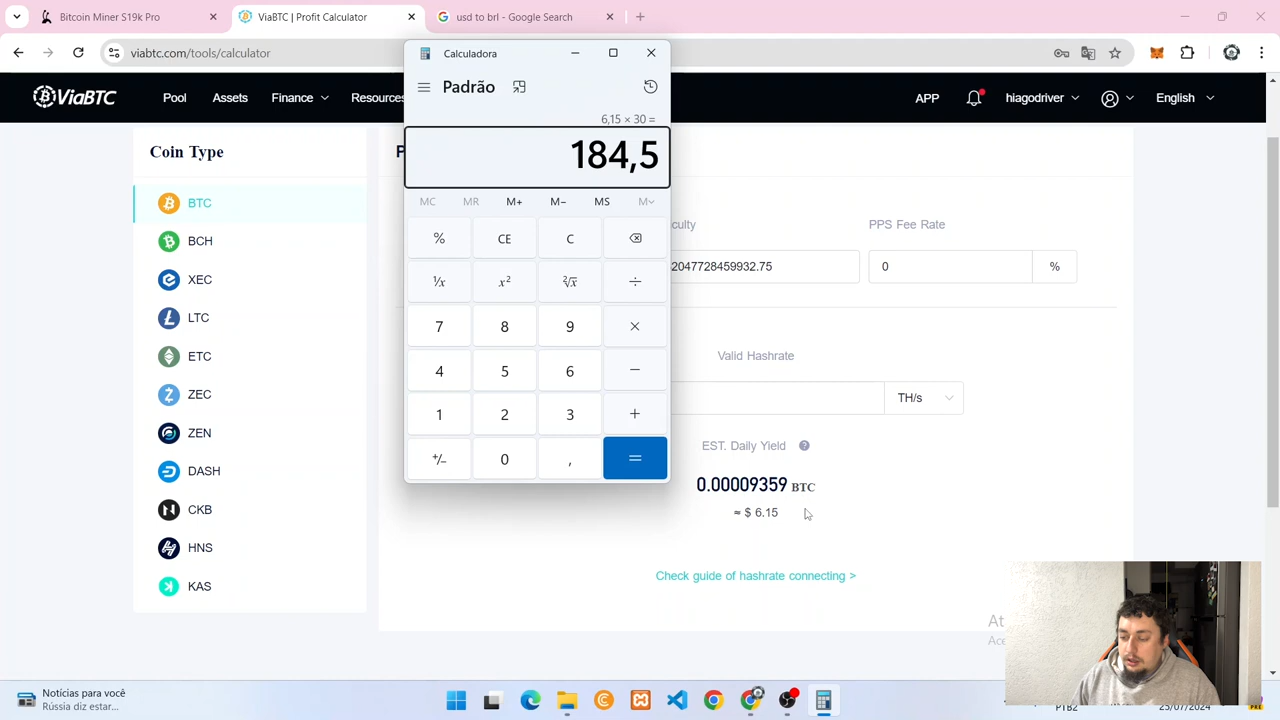 Bitcoin Miner S19k Pro
ViaBTC | Profit Calculator
usd to brl - Google Search
viabtc.com/tools/calculator
Calculadora
Padrão
6,15 × 30 =
184,5
MC MR M+ M− MS M
% CE C
¹⁄x x² ²√x ÷
7 8 9 ×
4 5 6 −
1 2 3 +
+/− 0 , =
ViaBTC
Pool
Assets
Finance
Resources
APP
hiagodriver
English
Coin Type
BTC
BCH
XEC
LTC
ETC
ZEC
ZEN
DASH
CKB
HNS
KAS
PPS Fee Rate
2047728459932.75
0
%
Valid Hashrate
TH/s
EST. Daily Yield
0.00009359 BTC
≈ $ 6.15
Check guide of hashrate connecting >
Notícias para você
Rússia diz estar...
PTB2
25/07/2024